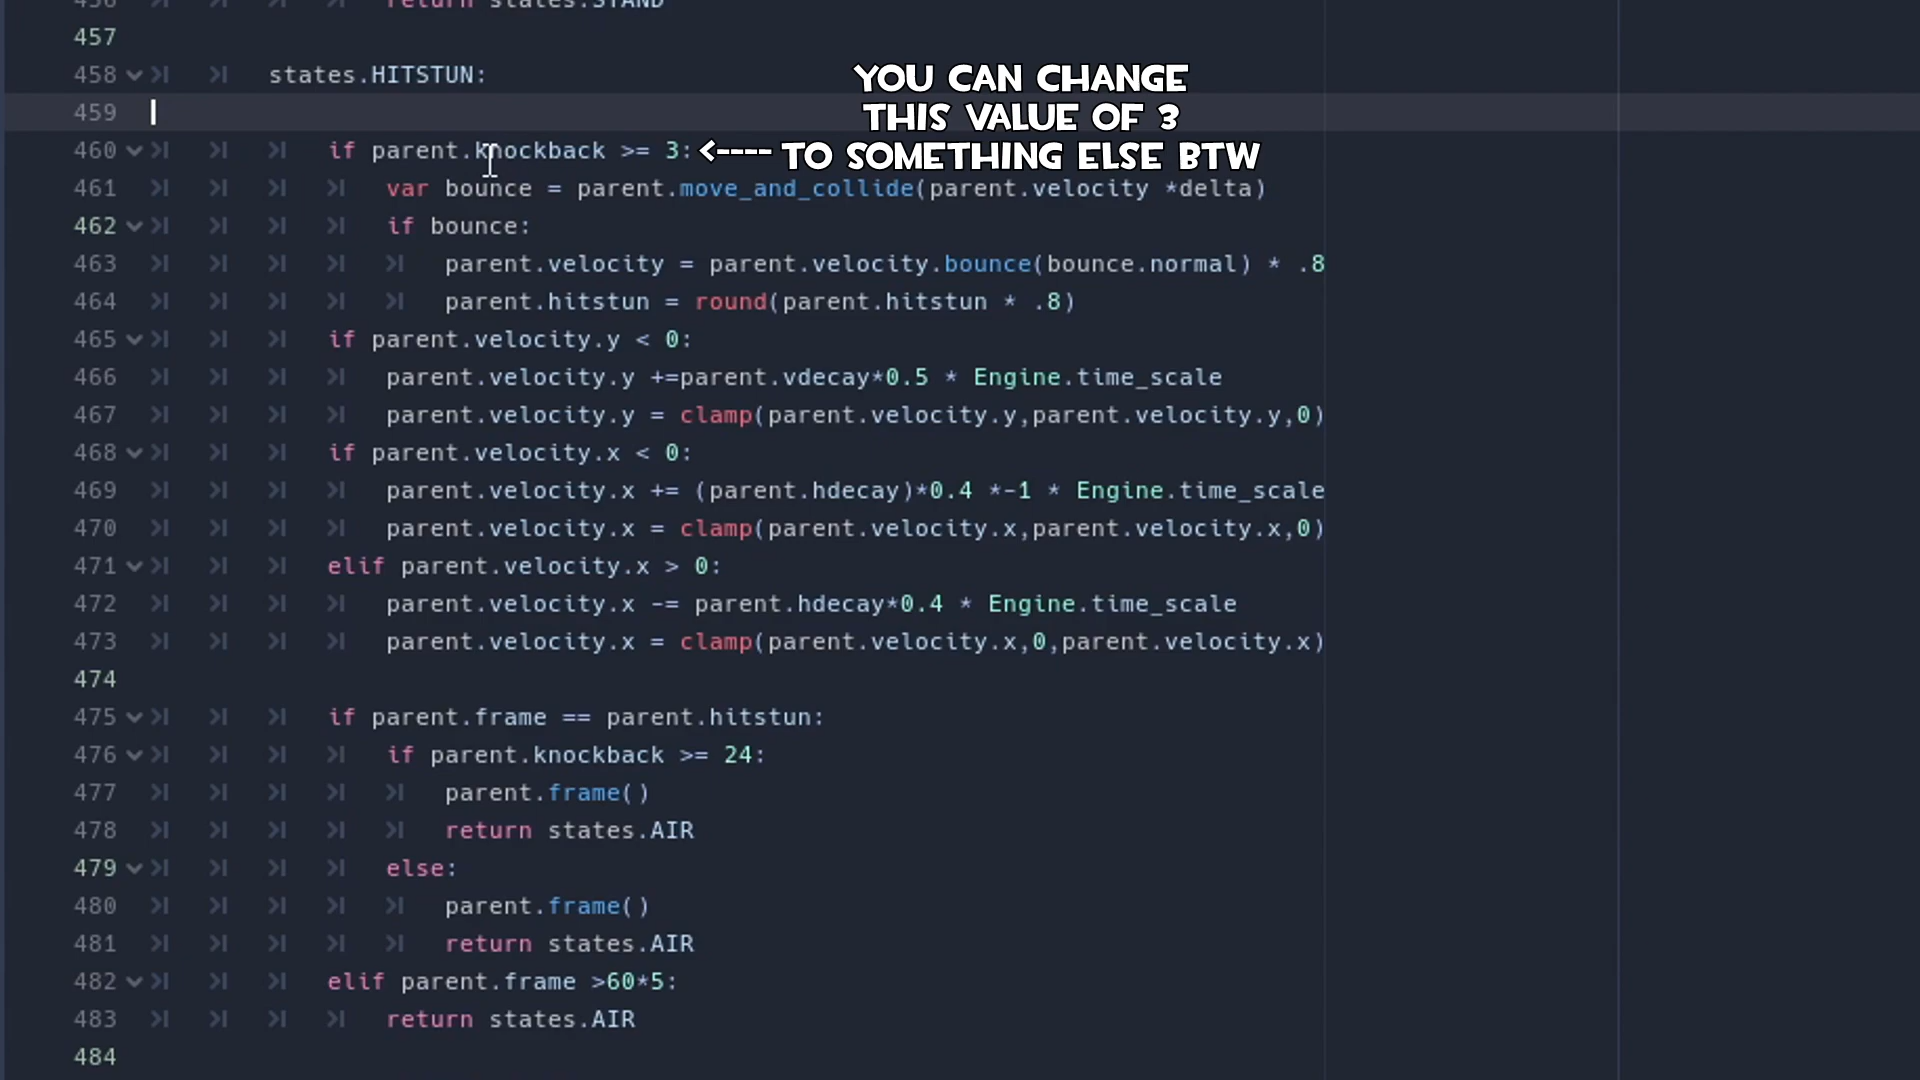 456 return states.STAND
457
458 states.HITSTUN:
YOU CAN CHANGE
459
THIS VALUE OF 3
460 if parent.knockback >= 3: <---- TO SOMETHING ELSE BTW
461 var bounce = parent.move_and_collide(parent.velocity *delta)
462 if bounce:
463 parent.velocity = parent.velocity.bounce(bounce.normal) * .8
464 parent.hitstun = round(parent.hitstun * .8)
465 if parent.velocity.y < 0:
466 parent.velocity.y +=parent.vdecay*0.5 * Engine.time_scale
467 parent.velocity.y = clamp(parent.velocity.y,parent.velocity.y,0)
468 if parent.velocity.x < 0:
469 parent.velocity.x += (parent.hdecay)*0.4 *-1 * Engine.time_scale
470 parent.velocity.x = clamp(parent.velocity.x,parent.velocity.x,0)
471 elif parent.velocity.x > 0:
472 parent.velocity.x -= parent.hdecay*0.4 * Engine.time_scale
473 parent.velocity.x = clamp(parent.velocity.x,0,parent.velocity.x)
474
475 if parent.frame == parent.hitstun:
476 if parent.knockback >= 24:
477 parent.frame()
478 return states.AIR
479 else:
480 parent.frame()
481 return states.AIR
482 elif parent.frame >60*5:
483 return states.AIR
484